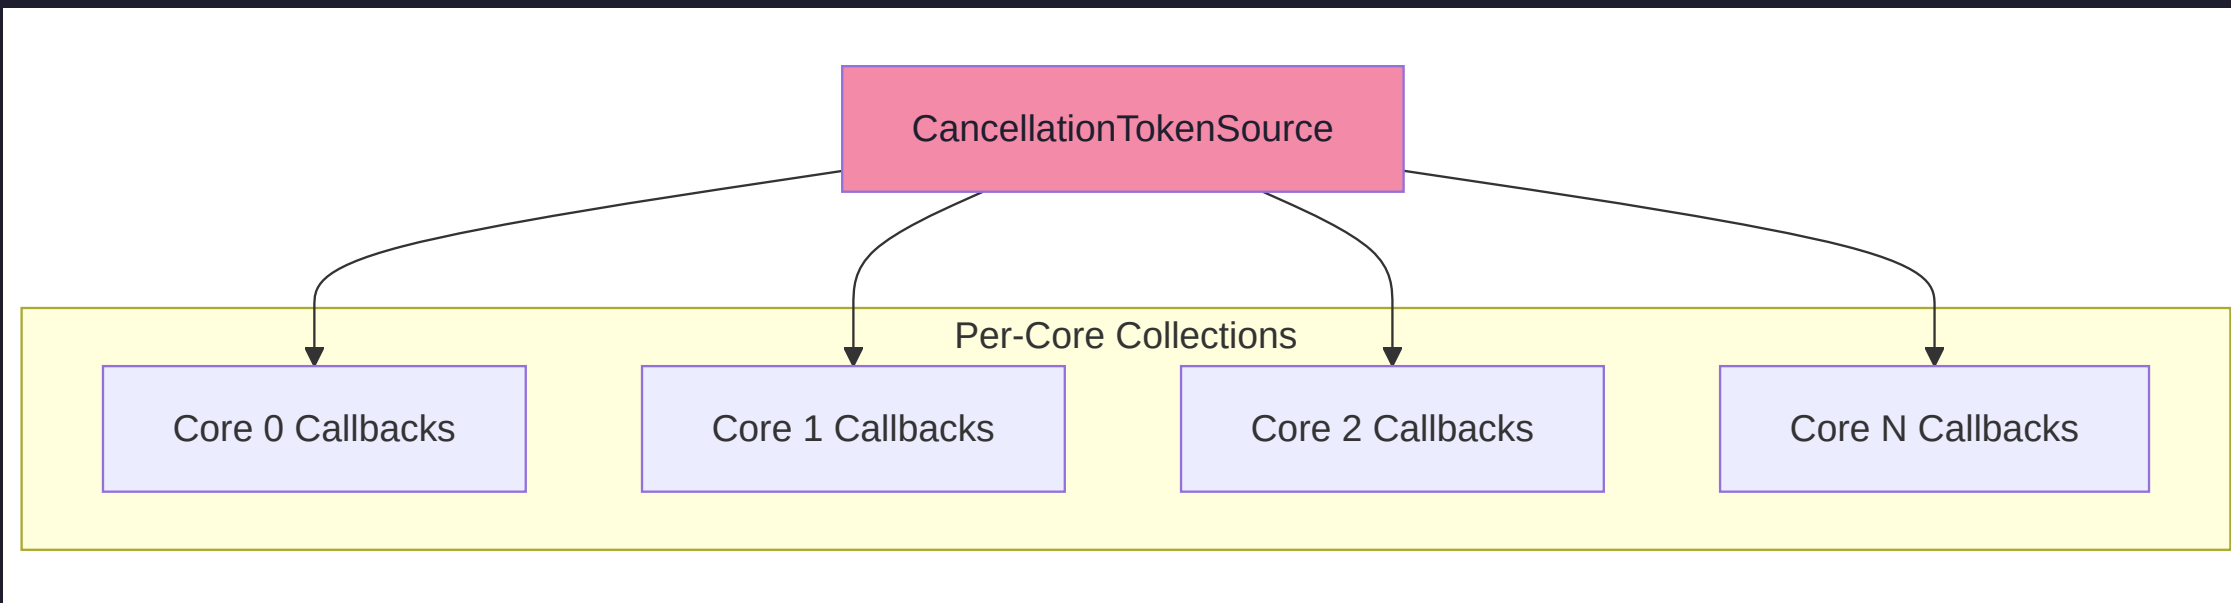 CancellationTokenSource
Per-Core Collections
Core 0 Callbacks
Core 1 Callbacks
Core 2 Callbacks
Core N Callbacks